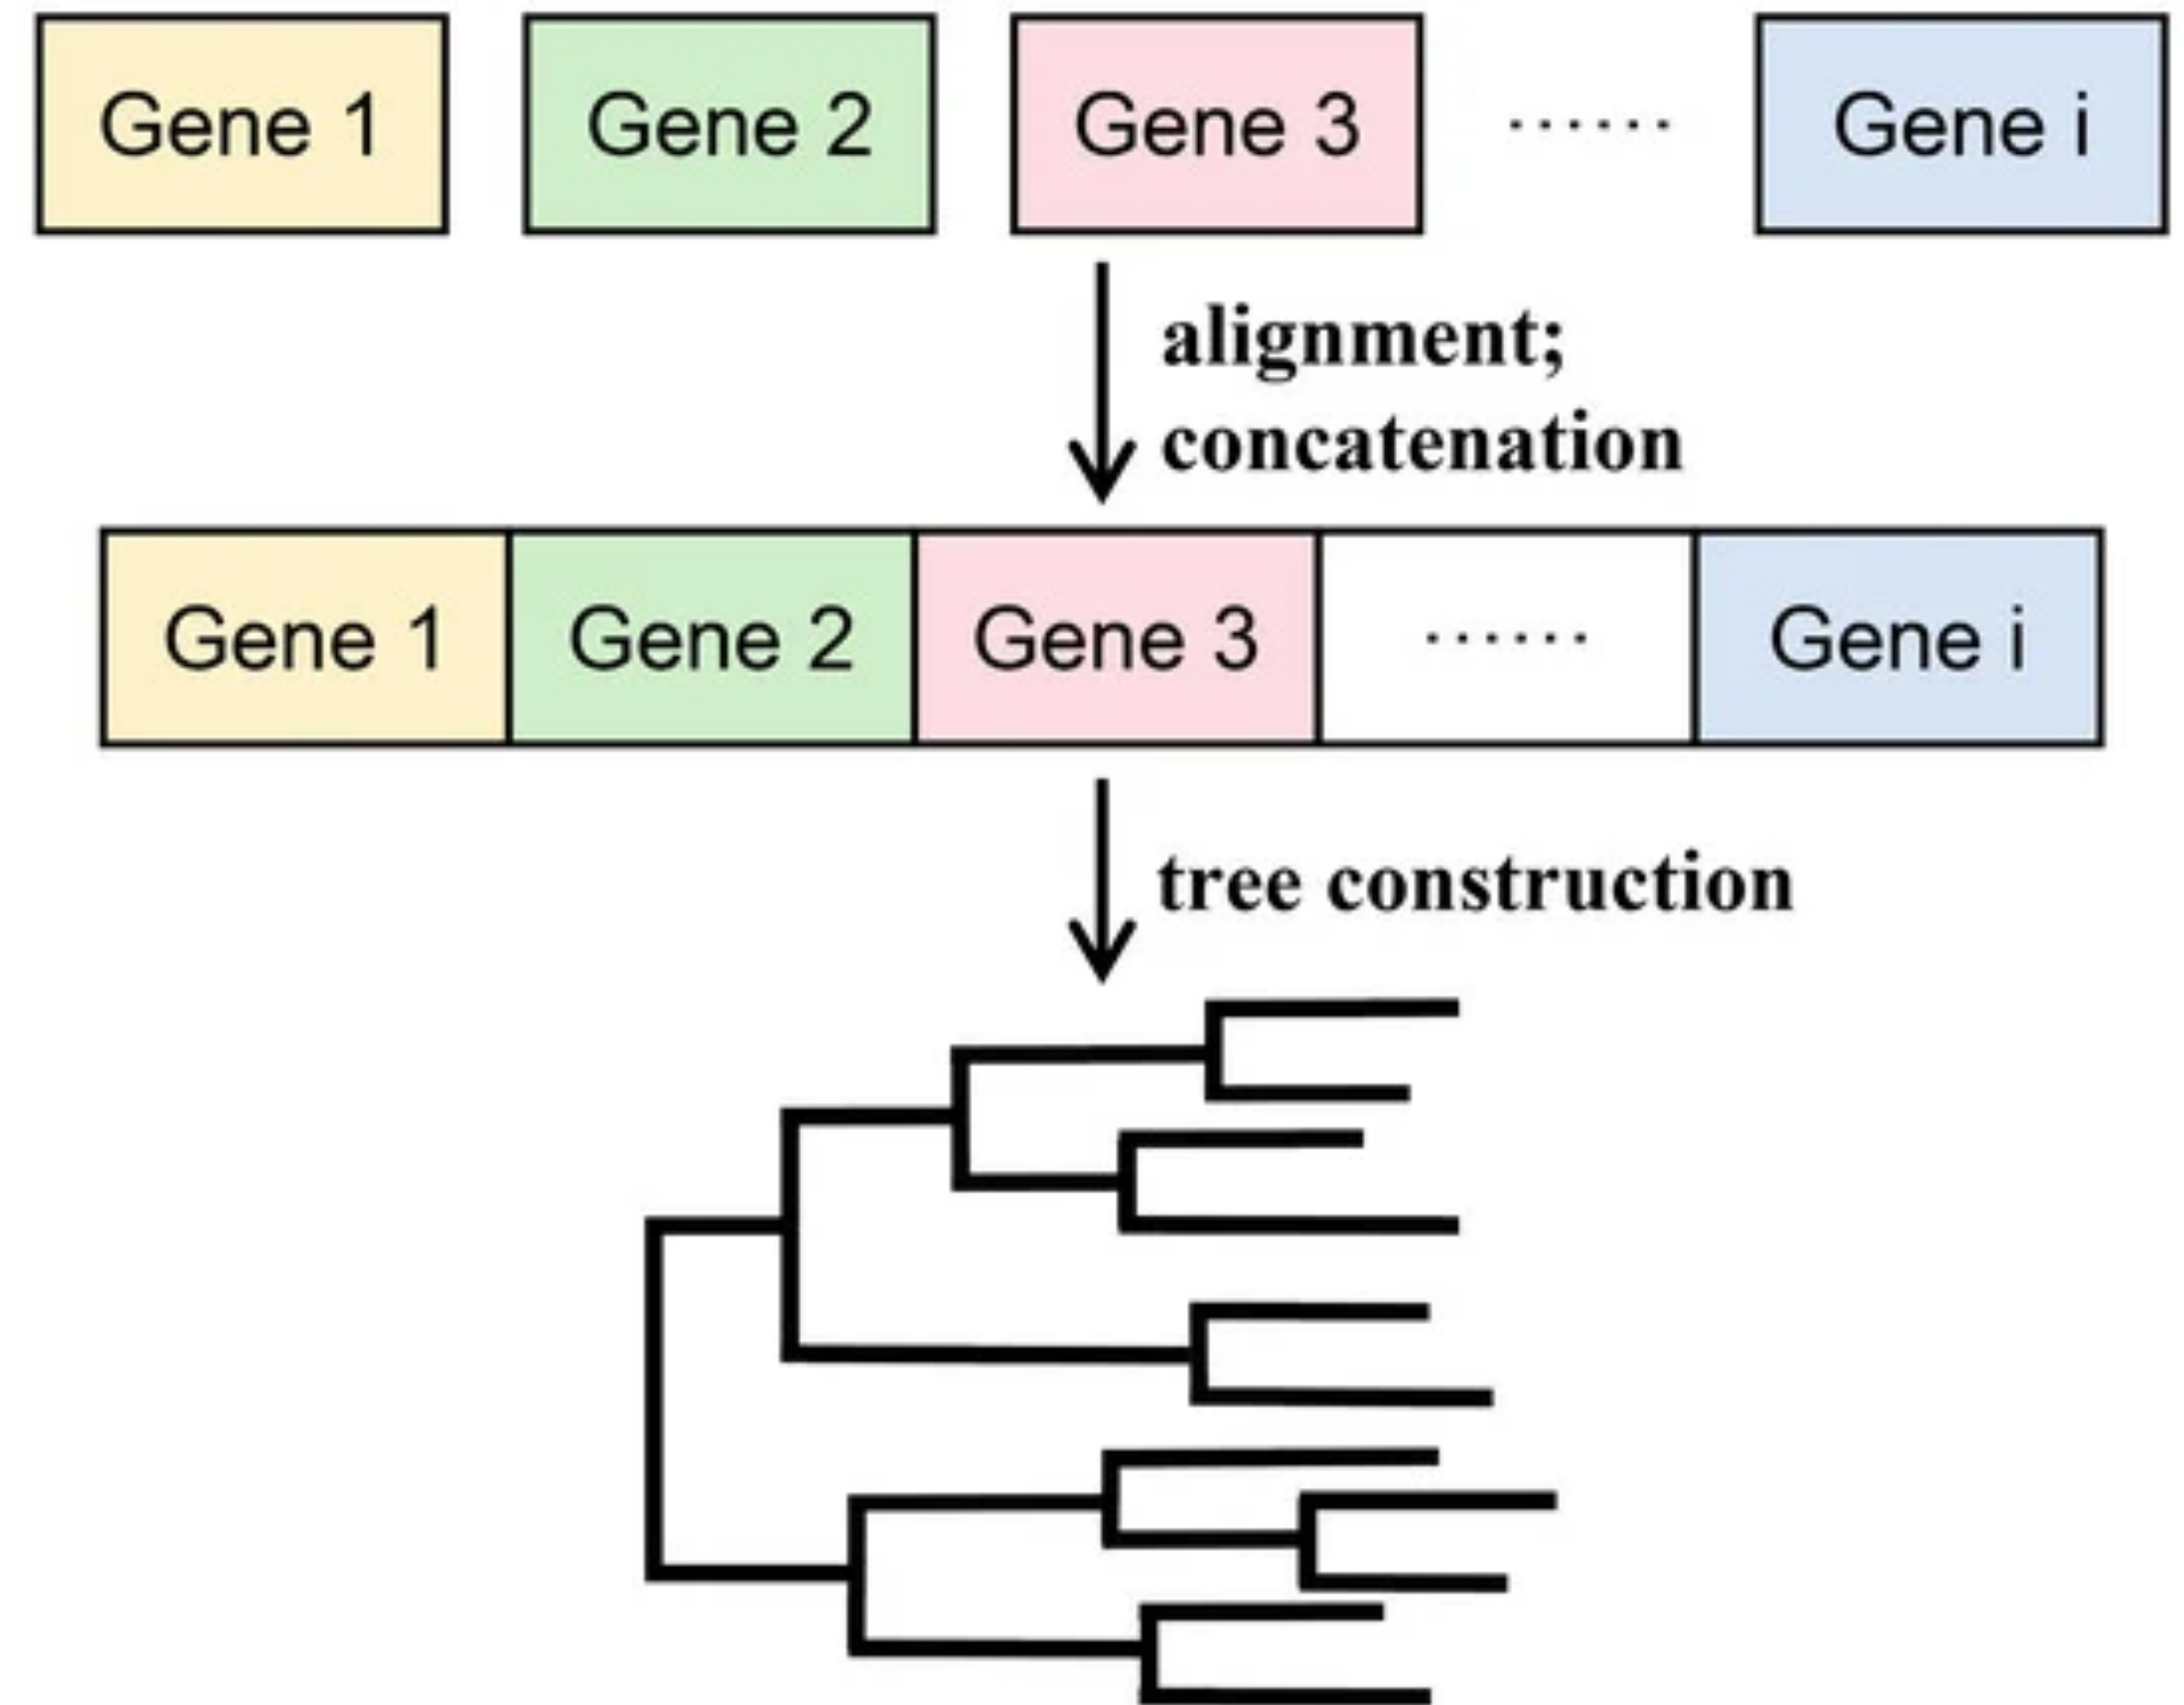 Gene 1 Gene 2 Gene 3 ...... Gene i
alignment;
concatenation
Gene 1 Gene 2 Gene 3 ...... Gene i
tree construction